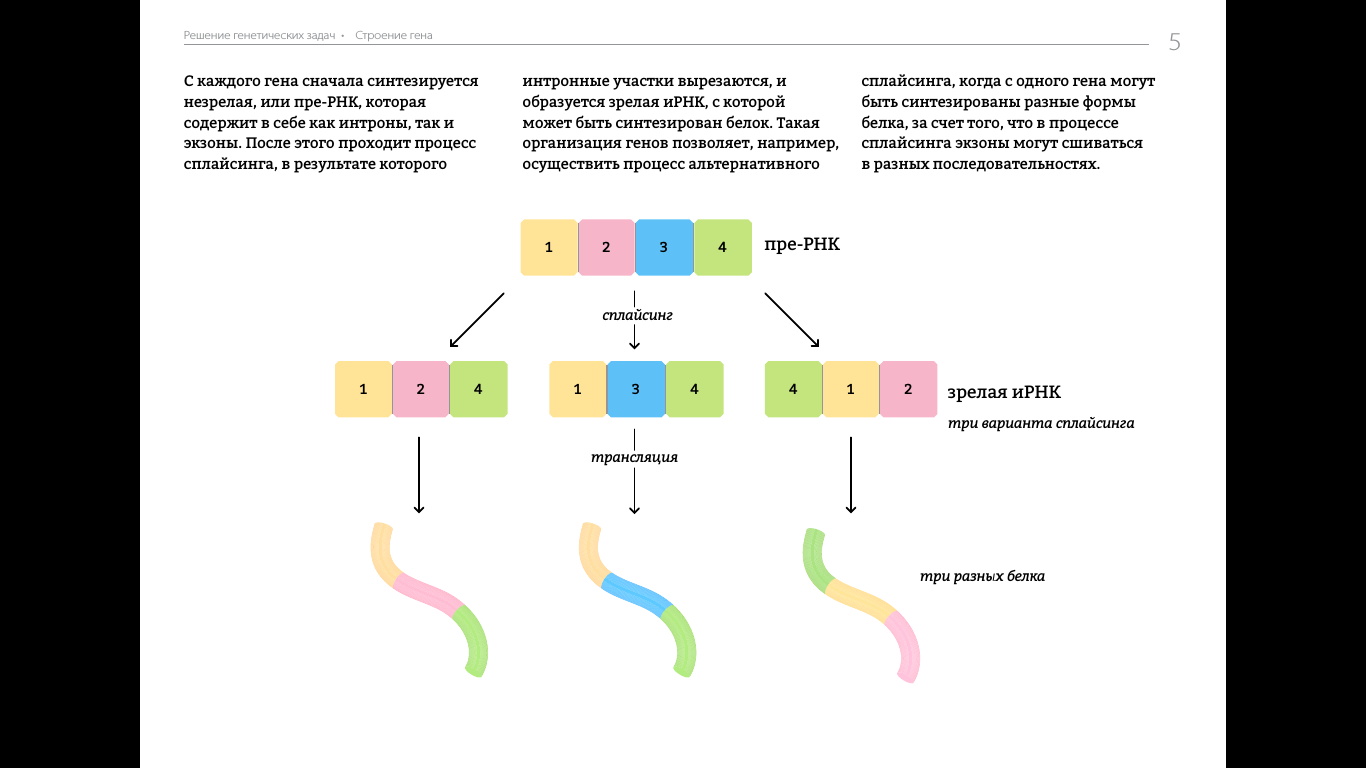 Решение генетических задач • Строение гена
5
С каждого гена сначала синтезируется
незрелая, или пре-РНК, которая
содержит в себе как интроны, так и
экзоны. После этого проходит процесс
сплайсинга, в результате которого
интронные участки вырезаются, и
образуется зрелая иРНК, с которой
может быть синтезирован белок. Такая
организация генов позволяет, например,
осуществить процесс альтернативного
сплайсинга, когда с одного гена могут
быть синтезированы разные формы
белка, за счет того, что в процессе
сплайсинга экзоны могут сшиваться
в разных последовательностях.
1 2 3 4 пре-РНК
сплайсинг
1 2 4
1 3 4
4 1 2
зрелая иРНК
три варианта сплайсинга
трансляция
три разных белка